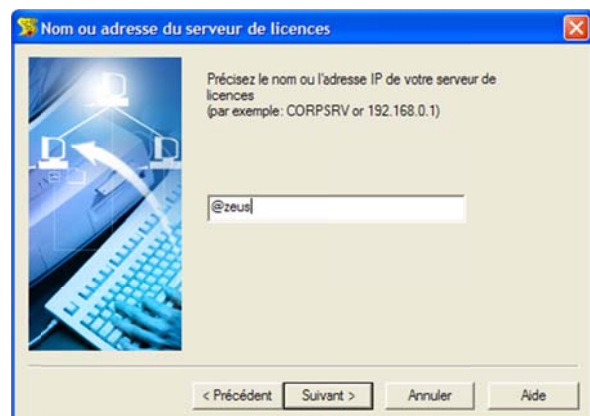 Nom ou adresse du serveur de licences
Précisez le nom ou l'adresse IP de votre serveur de
licences
(par exemple: CORPSRV or 192.168.0.1)
@zeus
< Précédent Suivant > Annuler Aide